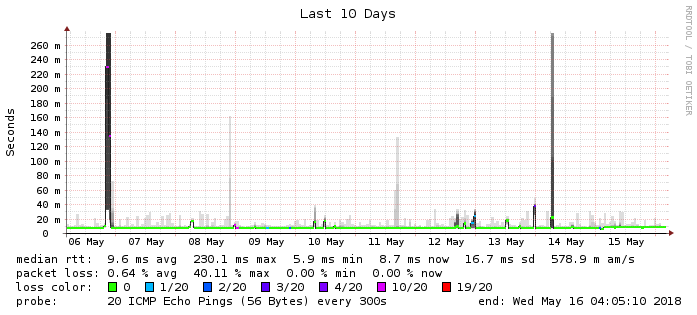 Last 10 Days
RRDTOOL / TOBI OETIKER
Seconds
260 m
240 m
220 m
200 m
180 m
160 m
140 m
120 m
100 m
80 m
60 m
40 m
20 m
0
06 May 07 May 08 May 09 May 10 May 11 May 12 May 13 May 14 May 15 May
median rtt: 9.6 ms avg 230.1 ms max 5.9 ms min 8.7 ms now 16.7 ms sd 578.9 m am/s
packet loss: 0.64 % avg 40.11 % max 0.00 % min 0.00 % now
loss color: 0 1/20 2/20 3/20 4/20 10/20 19/20
probe: 20 ICMP Echo Pings (56 Bytes) every 300s end: Wed May 16 04:05:10 2018